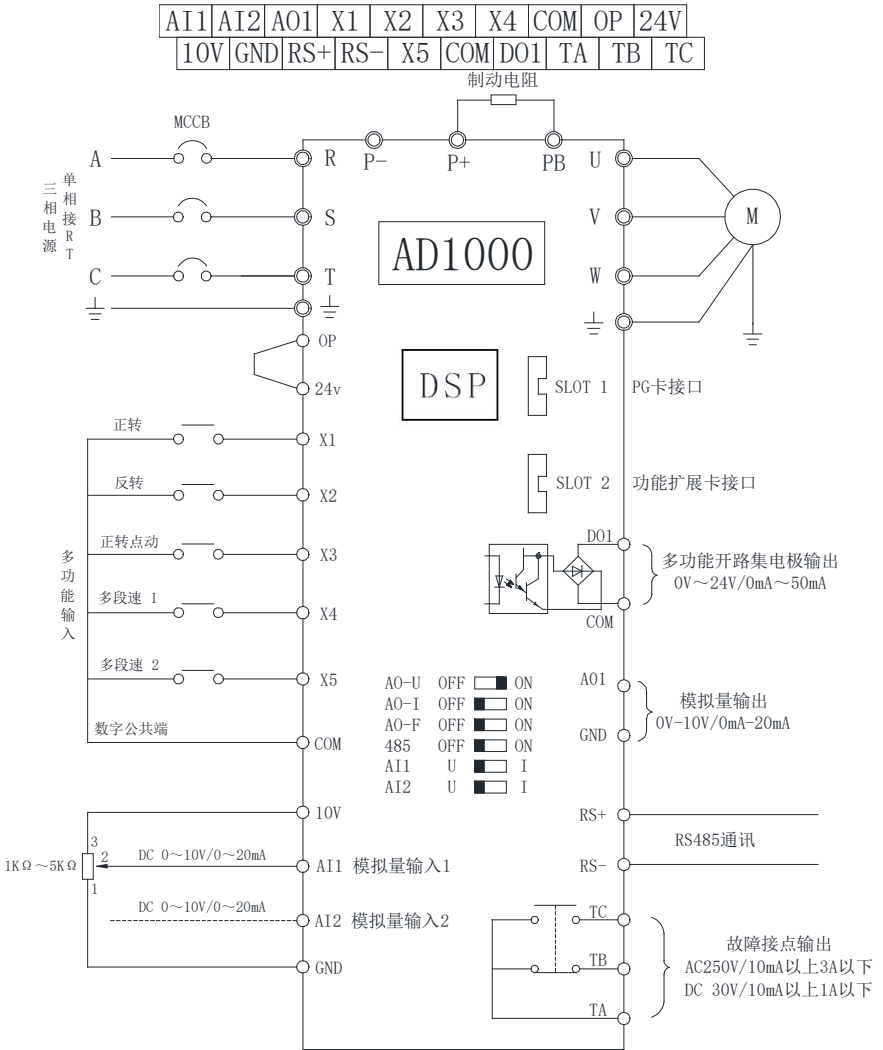 AI1 AI2 AO1 X1 X2 X3 X4 COM OP 24V
10V GND RS+ RS- X5 COM DO1 TA TB TC
制动电阻
MCCB
A
R
P-
P+
PB
U
三相电源
单相接RT
B
S
V
M
AD1000
C
T
W
OP
24v
DSP
SLOT 1
PG卡接口
正转
X1
SLOT 2
功能扩展卡接口
反转
X2
多功能输入
正转点动
X3
DO1
多功能开路集电极输出
0V～24V/0mA～50mA
COM
多段速 1
X4
多段速 2
X5
数字公共端
COM
AO-U OFF ON
AO-I OFF ON
AO-F OFF ON
485 OFF ON
AI1 U I
AI2 U I
AO1
模拟量输出
0V-10V/0mA-20mA
GND
10V
3
2
1
1KΩ～5KΩ
DC 0～10V/0～20mA
AI1 模拟量输入1
DC 0～10V/0～20mA
AI2 模拟量输入2
GND
RS+
RS485通讯
RS-
TC
TB
TA
故障接点输出
AC250V/10mA以上3A以下
DC 30V/10mA以上1A以下